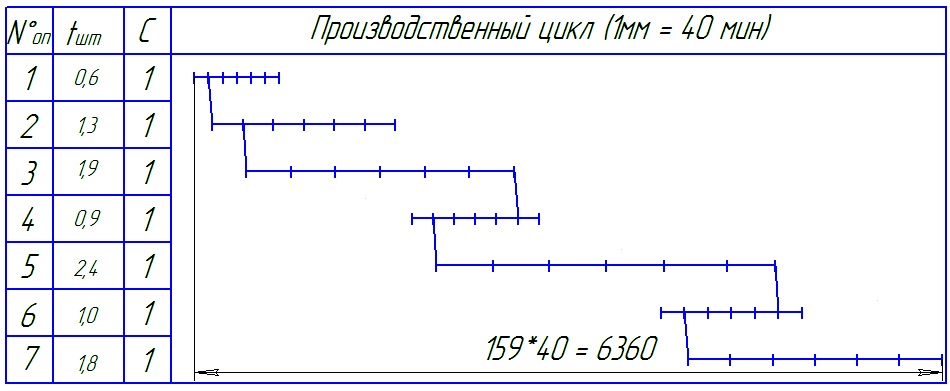 N°оп tшт С Производственный цикл (1мм = 40 мин)
1 0,6 1
2 1,3 1
3 1,9 1
4 0,9 1
5 2,4 1
6 1,0 1
7 1,8 1
159*40 = 6360